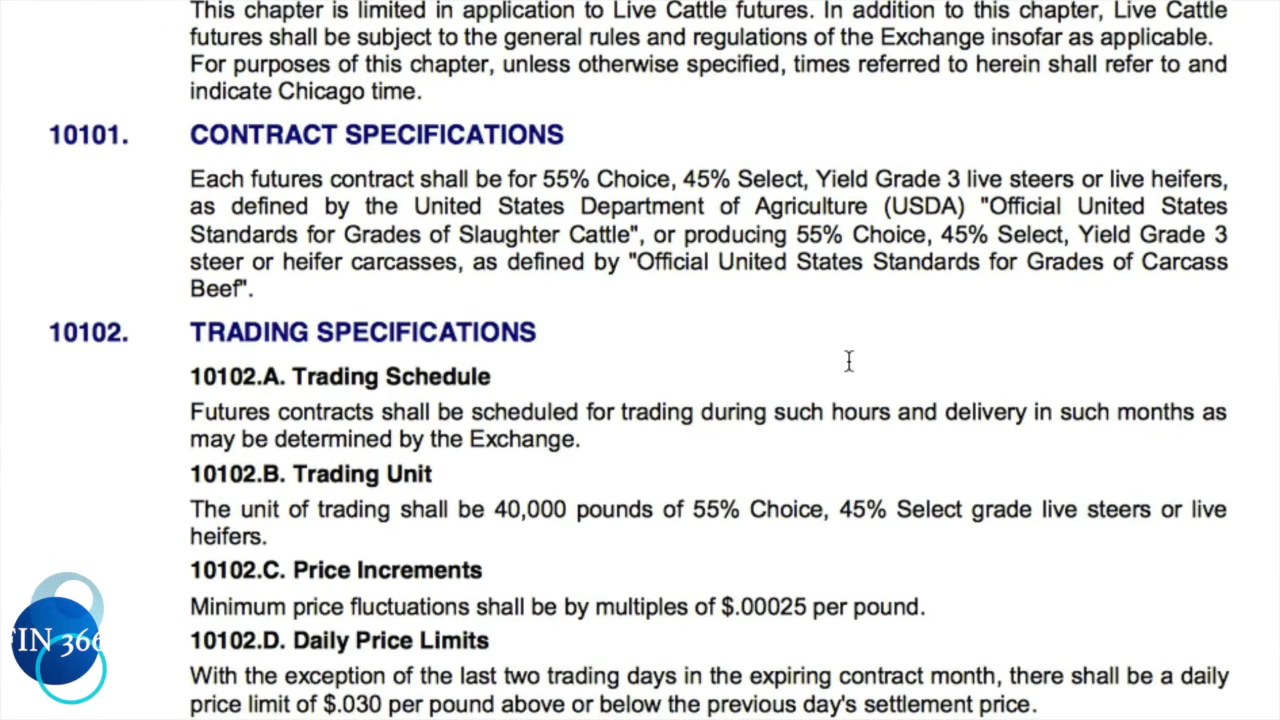 This chapter is limited in application to Live Cattle futures. In addition to this chapter, Live Cattle
futures shall be subject to the general rules and regulations of the Exchange insofar as applicable.
For purposes of this chapter, unless otherwise specified, times referred to herein shall refer to and
indicate Chicago time.
10101. CONTRACT SPECIFICATIONS
Each futures contract shall be for 55% Choice, 45% Select, Yield Grade 3 live steers or live heifers,
as defined by the United States Department of Agriculture (USDA) "Official United States
Standards for Grades of Slaughter Cattle", or producing 55% Choice, 45% Select, Yield Grade 3
steer or heifer carcasses, as defined by "Official United States Standards for Grades of Carcass
Beef".
10102. TRADING SPECIFICATIONS
10102.A. Trading Schedule
Futures contracts shall be scheduled for trading during such hours and delivery in such months as
may be determined by the Exchange.
10102.B. Trading Unit
The unit of trading shall be 40,000 pounds of 55% Choice, 45% Select grade live steers or live
heifers.
10102.C. Price Increments
Minimum price fluctuations shall be by multiples of $.00025 per pound.
10102.D. Daily Price Limits
With the exception of the last two trading days in the expiring contract month, there shall be a daily
price limit of $.030 per pound above or below the previous day's settlement price.
FIN 366